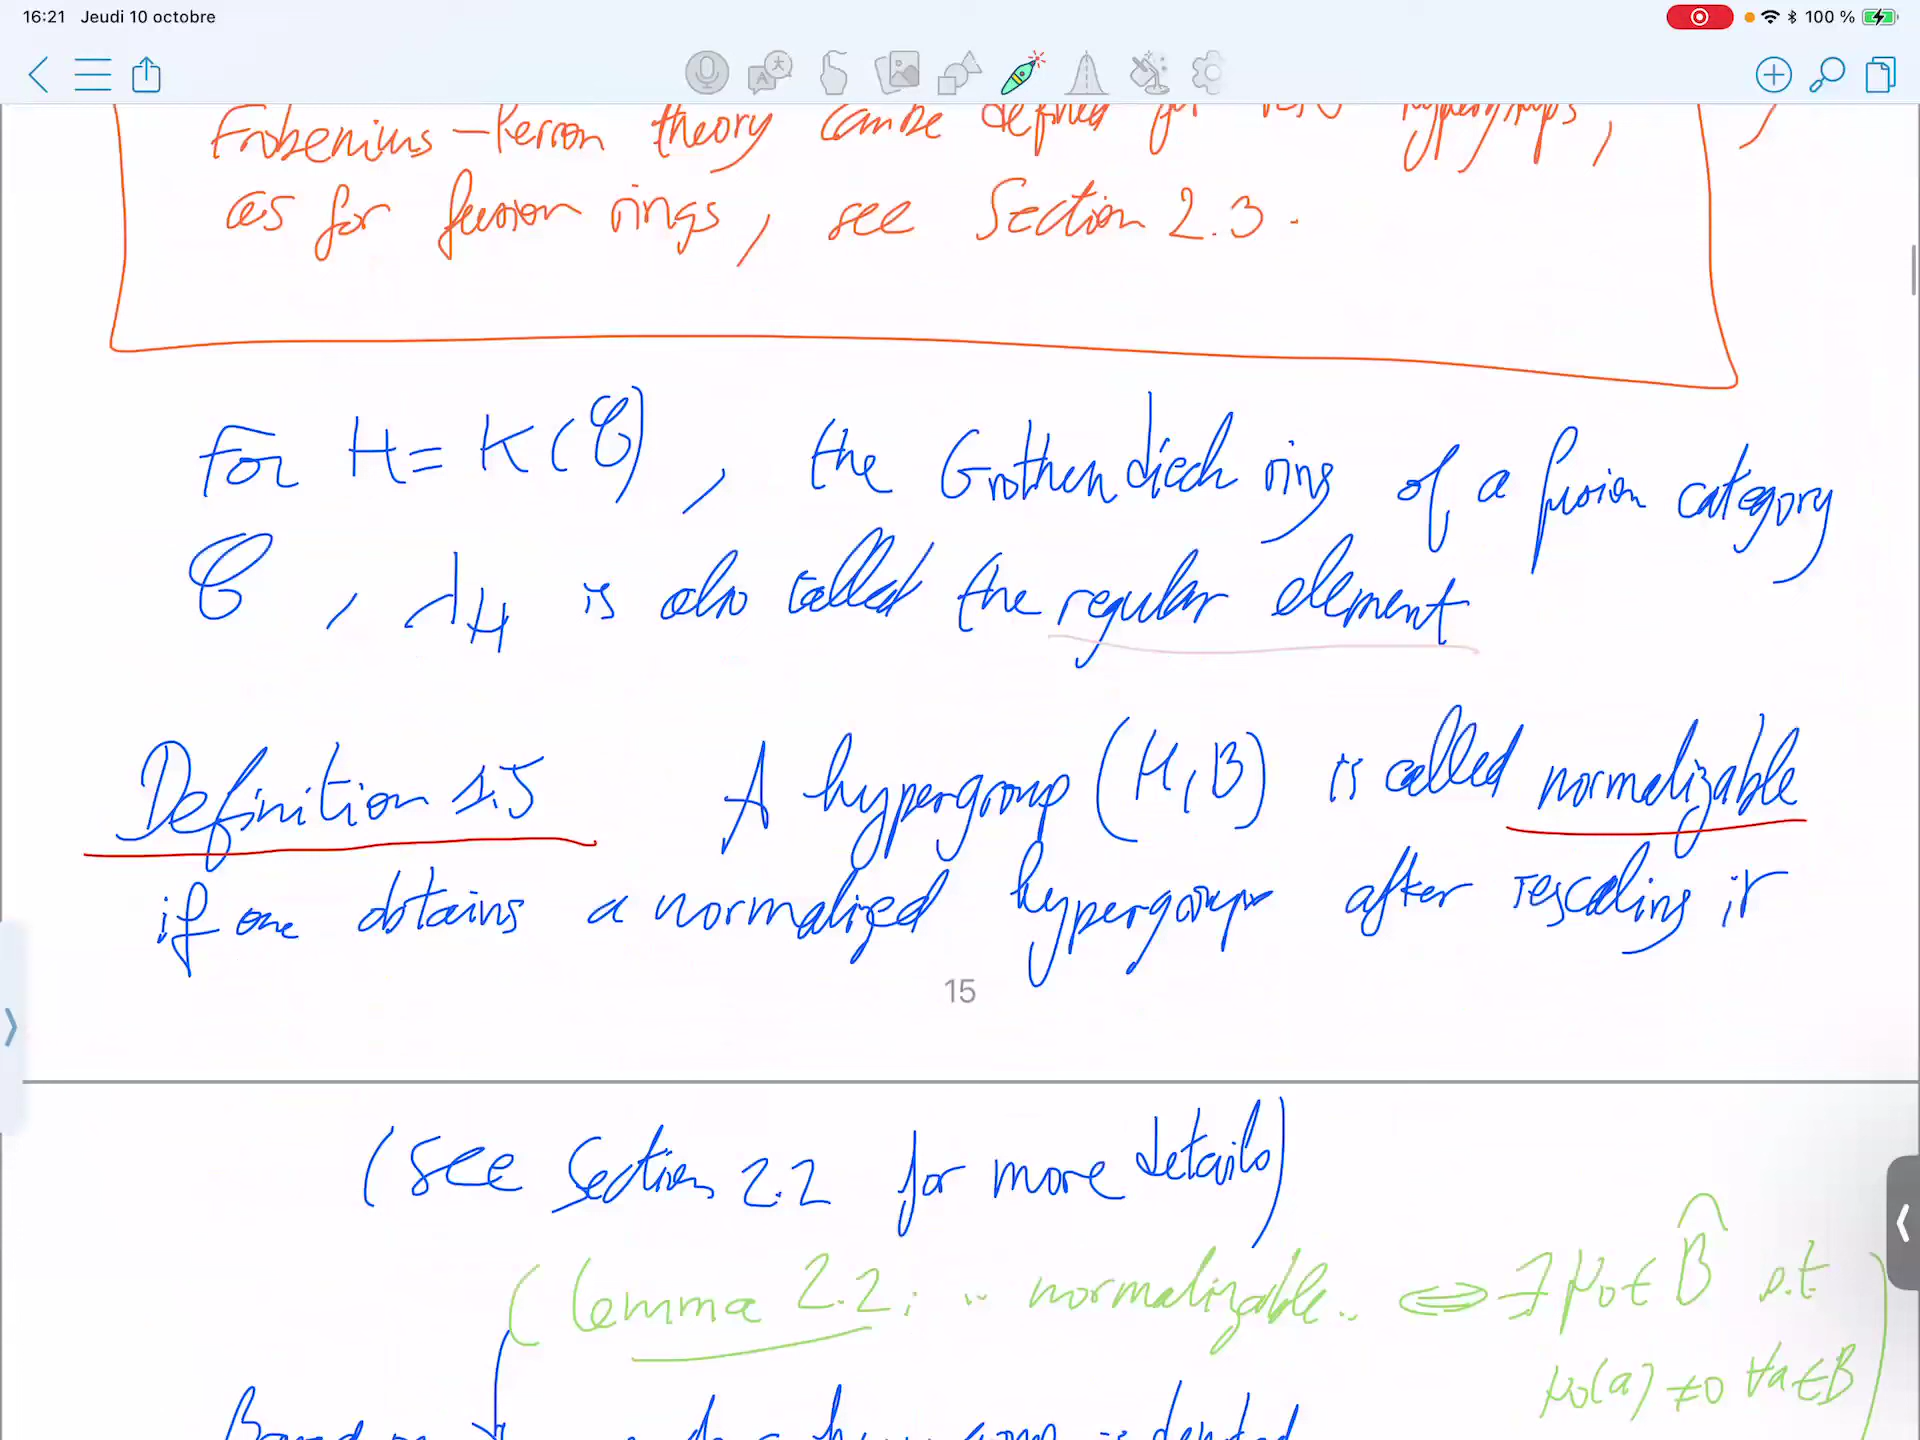 16:21 Jeudi 10 octobre 100 %
Frobenius-Perron theory can be defined for hypergroups,
as for fusion rings, see Section 2.3.
For H = K(𝒞), the Grothendieck ring of a fusion category
𝒞, λ_H is also called the regular element
Definition 1.5 A hypergroup (H, B) is called normalizable
if one obtains a normalized hypergroup after rescaling it
15
(see Section 2.2 for more details)
(Lemma 2.2: .. normalizable.. ⟺ ∃ μ₀ ∈ B̂ s.t
μ₀(a) ≠ 0 ∀a∈B)